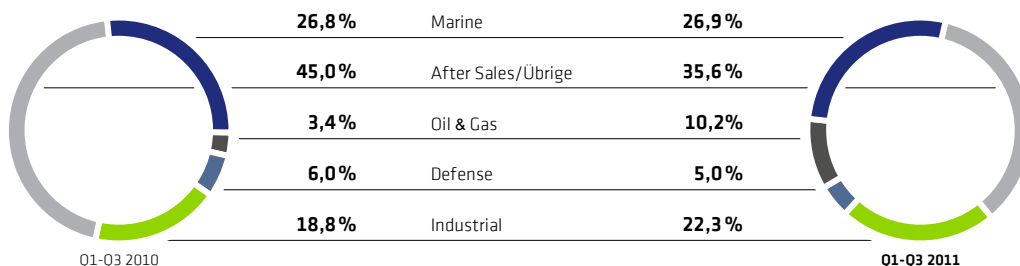 26,8% Marine 26,9%
45,0% After Sales/Übrige 35,6%
3,4% Oil & Gas 10,2%
6,0% Defense 5,0%
18,8% Industrial 22,3%
Q1-Q3 2010 Q1-Q3 2011